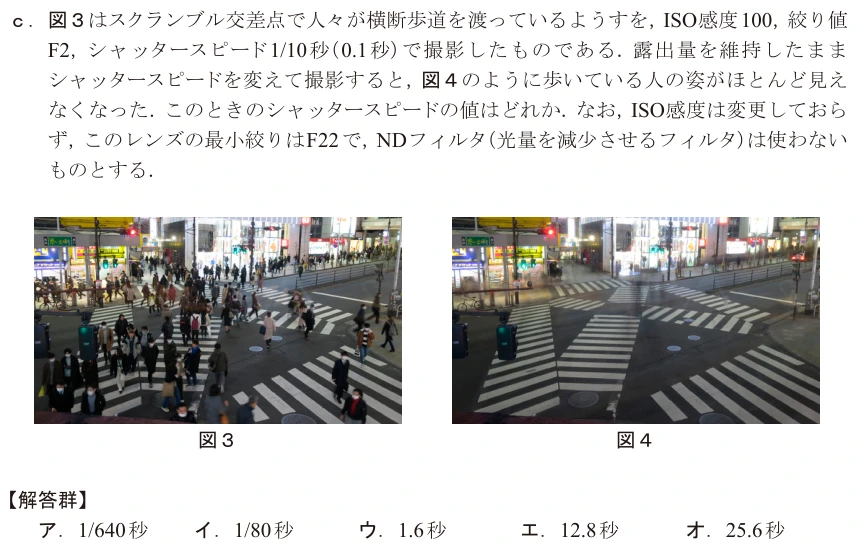 c．図3はスクランブル交差点で人々が横断歩道を渡っているようすを，ISO感度100，絞り値
F2，シャッタースピード1/10秒（0.1秒）で撮影したものである．露出量を維持したまま
シャッタースピードを変えて撮影すると，図4のように歩いている人の姿がほとんど見え
なくなった．このときのシャッタースピードの値はどれか．なお，ISO感度は変更しておら
ず，このレンズの最小絞りはF22で，NDフィルタ（光量を減少させるフィルタ）は使わない
ものとする．
図3
図4
【解答群】
ア．1/640秒　イ．1/80秒　ウ．1.6秒　エ．12.8秒　オ．25.6秒